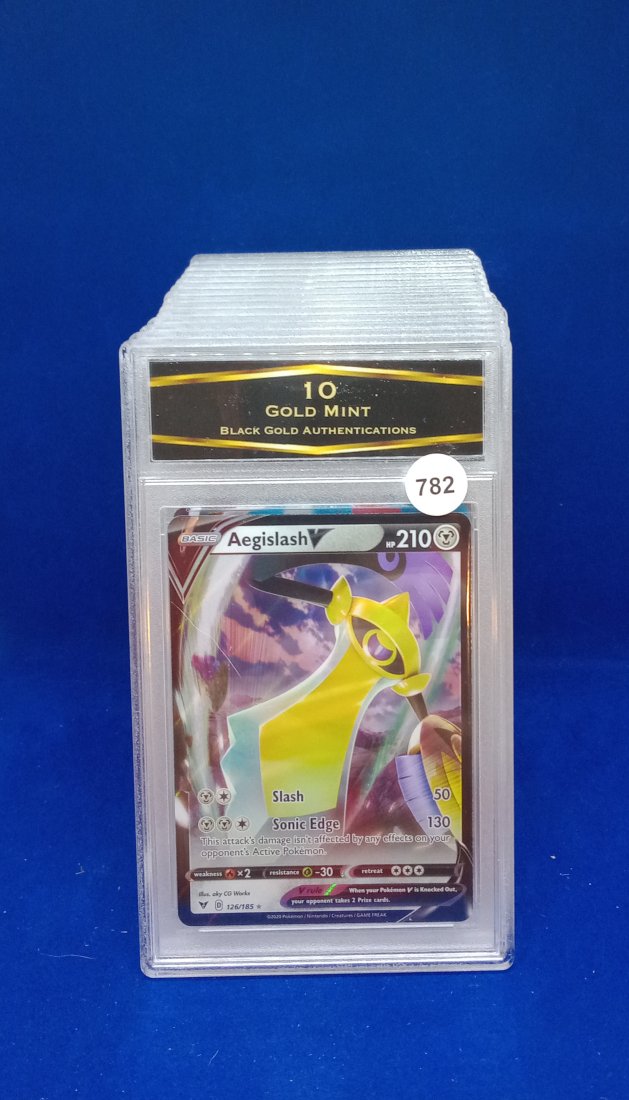 10
GOLD MINT
BLACK GOLD AUTHENTICATIONS
782
BASIC Aegislash V HP 210
Slash 50
Sonic Edge 130
This attack's damage isn't affected by any effects on your
opponent's Active Pokémon.
weakness ×2 resistance -30 retreat
Illus. aky CG Works
V rule When your Pokémon V is Knocked Out,
your opponent takes 2 Prize cards.
D 126/185 ★
©2020 Pokémon / Nintendo / Creatures / GAME FREAK